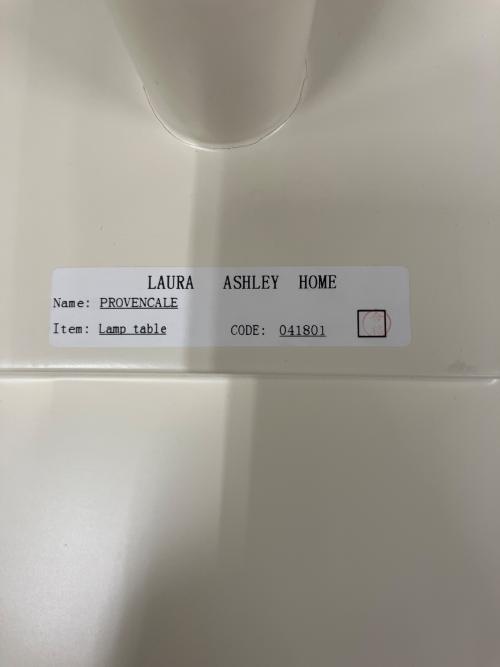 LAURA ASHLEY HOME
Name: PROVENCALE
Item: Lamp table CODE: 041801